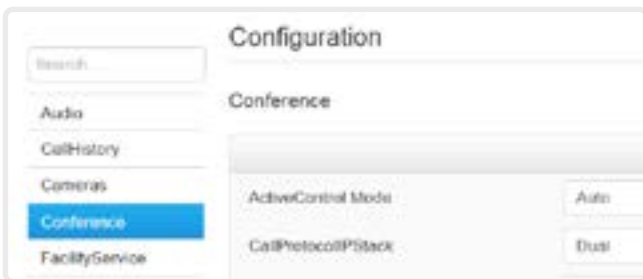 Configuration
Search...
Conference
Audio
CallHistory
Cameras
Conference
FacilityService
ActiveControl Mode
Auto
CallProtocolIPStack
Dual